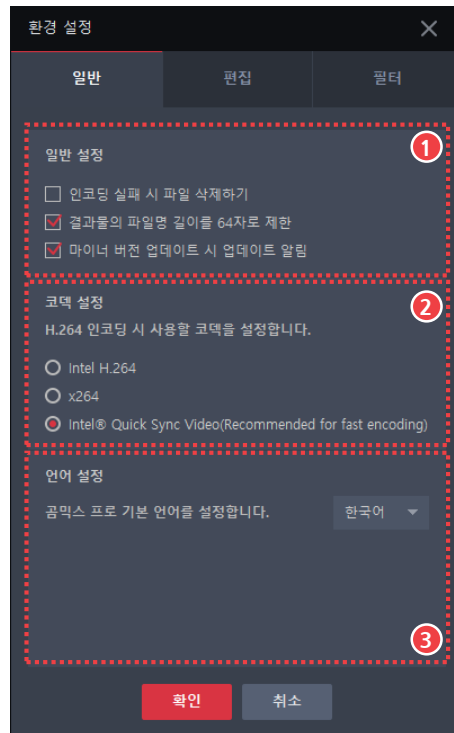 환경 설정
일반 편집 필터
1
일반 설정
인코딩 실패 시 파일 삭제하기
결과물의 파일명 길이를 64자로 제한
마이너 버전 업데이트 시 업데이트 알림
2
코덱 설정
H.264 인코딩 시 사용할 코덱을 설정합니다.
Intel H.264
x264
Intel® Quick Sync Video(Recommended for fast encoding)
언어 설정
곰믹스 프로 기본 언어를 설정합니다. 한국어
3
확인 취소